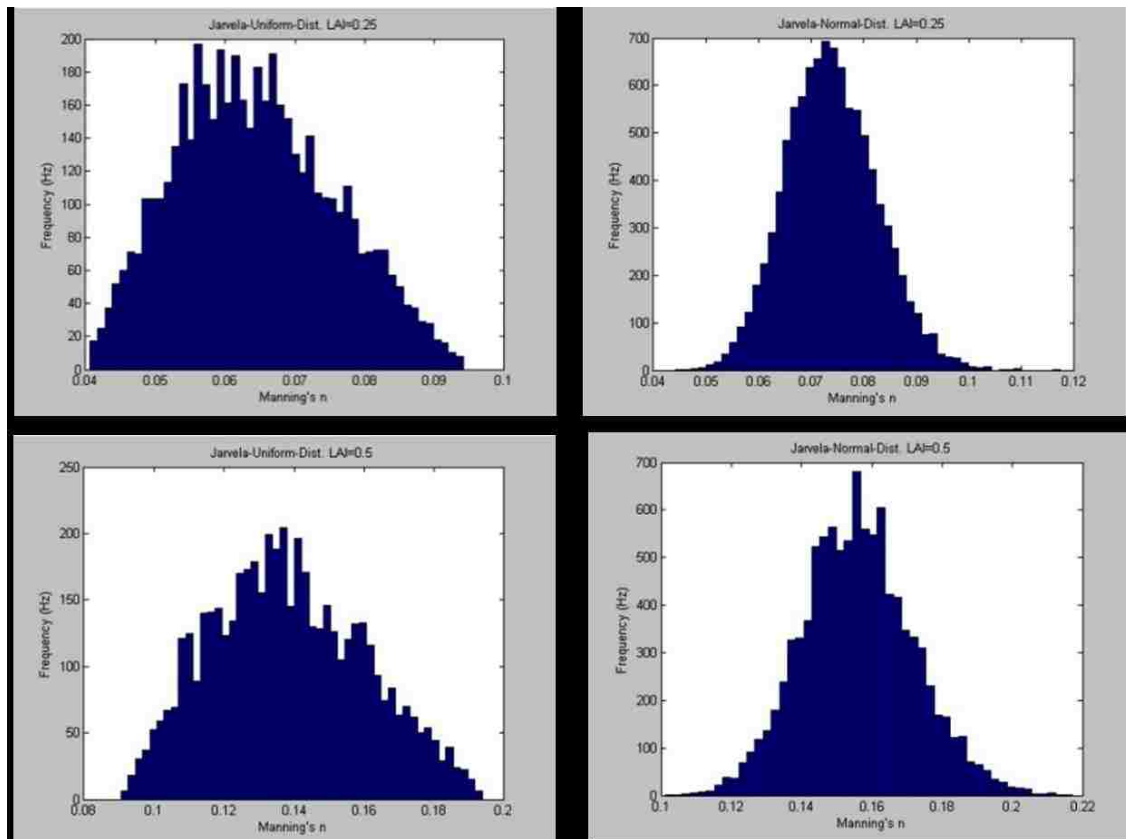 Jarvela-Uniform-Dist. LAI=0.25
200
180
160
140
120
100
80
60
40
20
0
Frequency (Hz)
0.04 0.05 0.06 0.07 0.08 0.09 0.1
Manning's n
Jarvela-Normal-Dist. LAI=0.25
700
600
500
400
300
200
100
0
Frequency (Hz)
0.04 0.05 0.06 0.07 0.08 0.09 0.1 0.11 0.12
Manning's n
Jarvela-Uniform-Dist. LAI=0.5
250
200
150
100
50
0
Frequency (Hz)
0.08 0.1 0.12 0.14 0.16 0.18 0.2
Manning's n
Jarvela-Normal-Dist. LAI=0.5
700
600
500
400
300
200
100
0
Frequency (Hz)
0.1 0.12 0.14 0.16 0.18 0.2 0.22
Manning's n